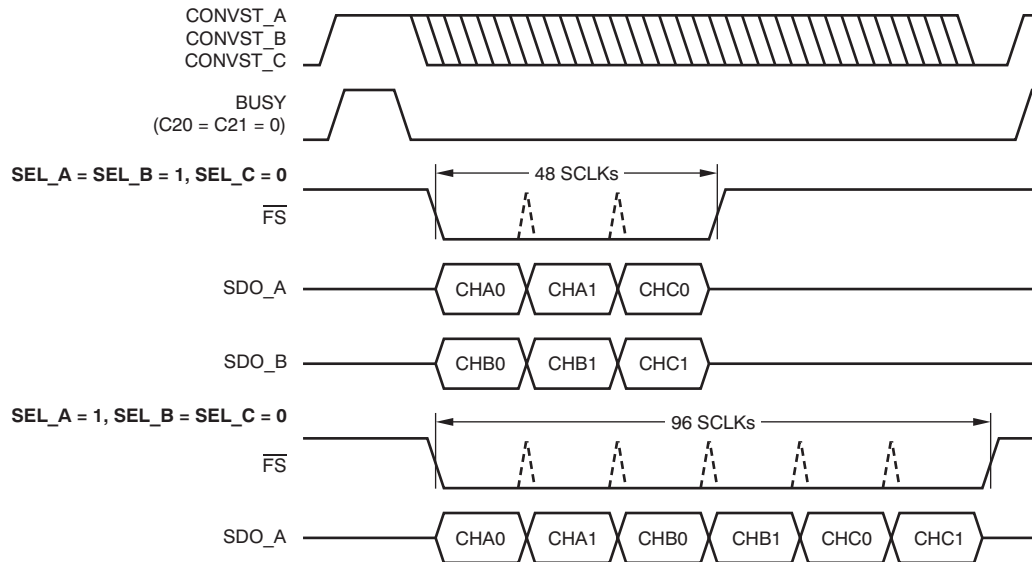 CONVST_A
CONVST_B
CONVST_C
BUSY
(C20 = C21 = 0)
SEL_A = SEL_B = 1, SEL_C = 0
48 SCLKs
FS
SDO_A
CHA0 CHA1 CHC0
SDO_B
CHB0 CHB1 CHC1
SEL_A = 1, SEL_B = SEL_C = 0
96 SCLKs
FS
SDO_A
CHA0 CHA1 CHB0 CHB1 CHC0 CHC1